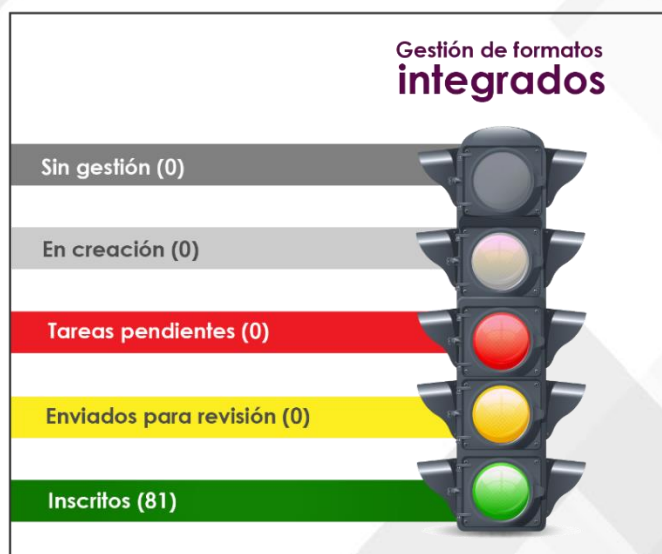 Gestión de formatos
integrados
Sin gestión (0)
En creación (0)
Tareas pendientes (0)
Enviados para revisión (0)
Inscritos (81)